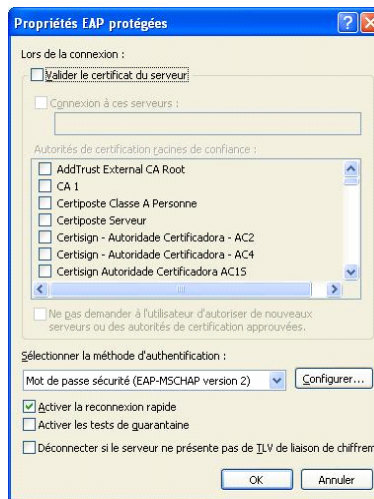 Propriétés EAP protégées
Lors de la connexion :
Valider le certificat du serveur
Connexion à ces serveurs :
Autorités de certification racines de confiance :
AddTrust External CA Root
CA 1
Certiposte Classe A Personne
Certiposte Serveur
Certisign - Autoridade Certificadora - AC2
Certisign - Autoridade Certificadora - AC4
Certisign Autoridade Certificadora AC1S
Ne pas demander à l'utilisateur d'autoriser de nouveaux
serveurs ou des autorités de certification approuvées.
Sélectionner la méthode d'authentification :
Mot de passe sécurité (EAP-MSCHAP version 2)
Configurer...
Activer la reconnexion rapide
Activer les tests de quarantaine
Déconnecter si le serveur ne présente pas de TLV de liaison de chiffrem
OK
Annuler